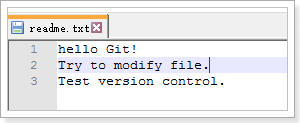 readme.txt
1 hello Git!
2 Try to modify file.
3 Test version control.